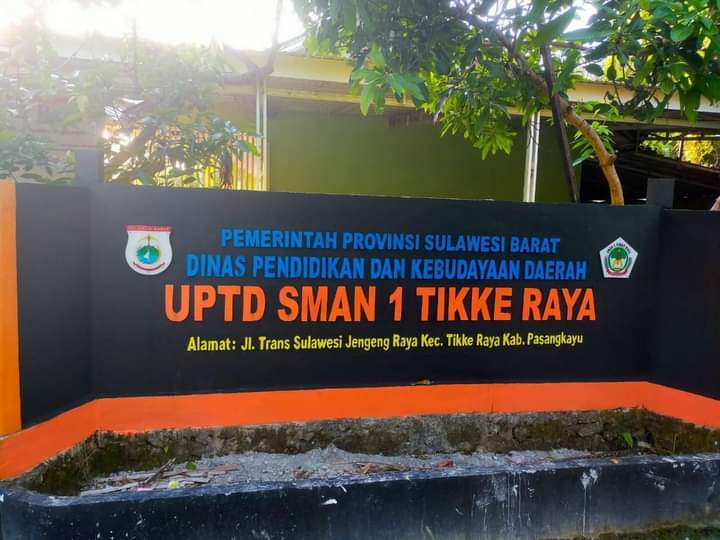 PEMERINTAH PROVINSI SULAWESI BARAT
DINAS PENDIDIKAN DAN KEBUDAYAAN DAERAH
UPTD SMAN 1 TIKKE RAYA
Alamat: Jl. Trans Sulawesi Jengeng Raya Kec. Tikke Raya Kab. Pasangkayu